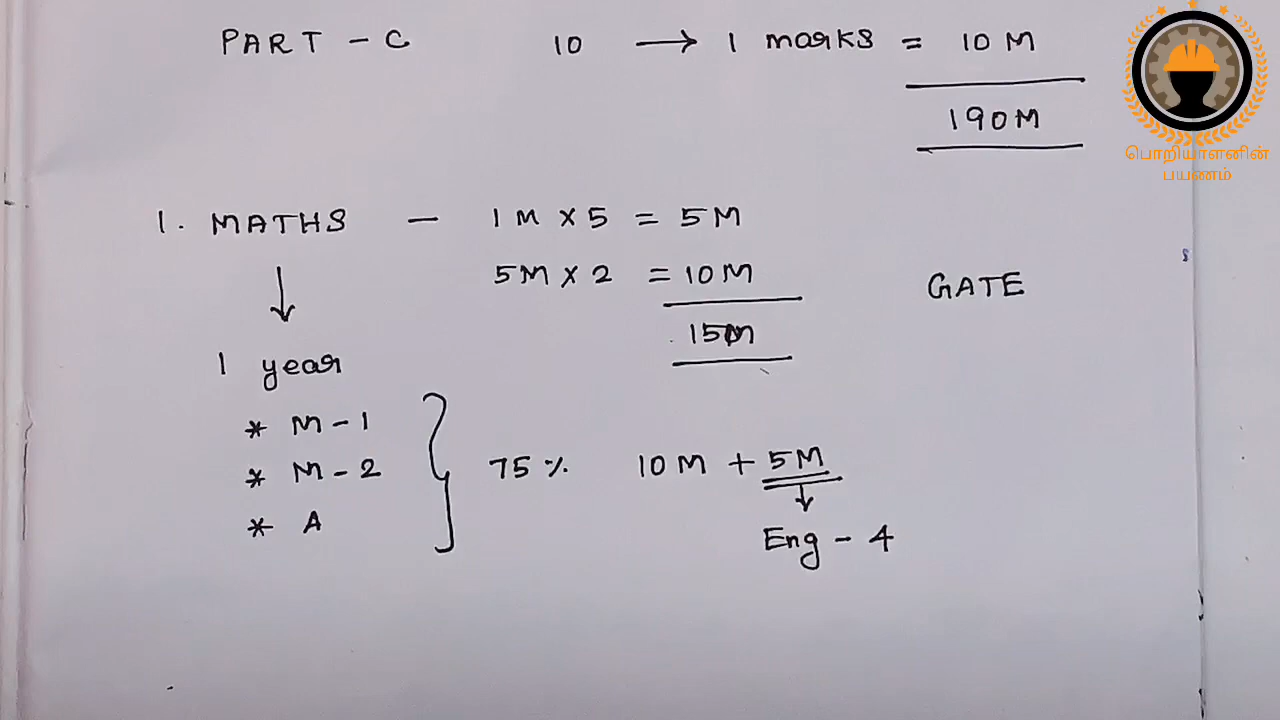 PART - C 10 → 1 marks = 10 M
190M
பொறியாளனின்
பயணம்
1. MATHS - 1 M × 5 = 5M
5M × 2 = 10M
GATE
15M
↓
1 year
* M - 1
* M - 2
75 % 10M + 5M
* A
↓
Eng - 4